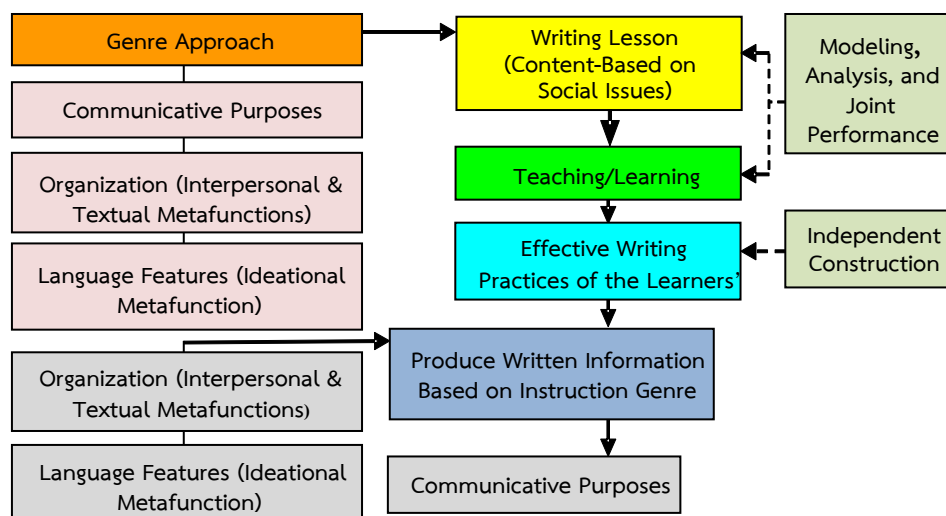 Genre Approach
Communicative Purposes
Organization (Interpersonal &
Textual Metafunctions)
Language Features (Ideational
Metafunction)
Organization (Interpersonal &
Textual Metafunctions)
Language Features (Ideational
Metafunction)
Writing Lesson
(Content-Based on
Social Issues)
Teaching/Learning
Effective Writing
Practices of the Learners’
Produce Written Information
Based on Instruction Genre
Communicative Purposes
Modeling,
Analysis, and
Joint
Performance
Independent
Construction